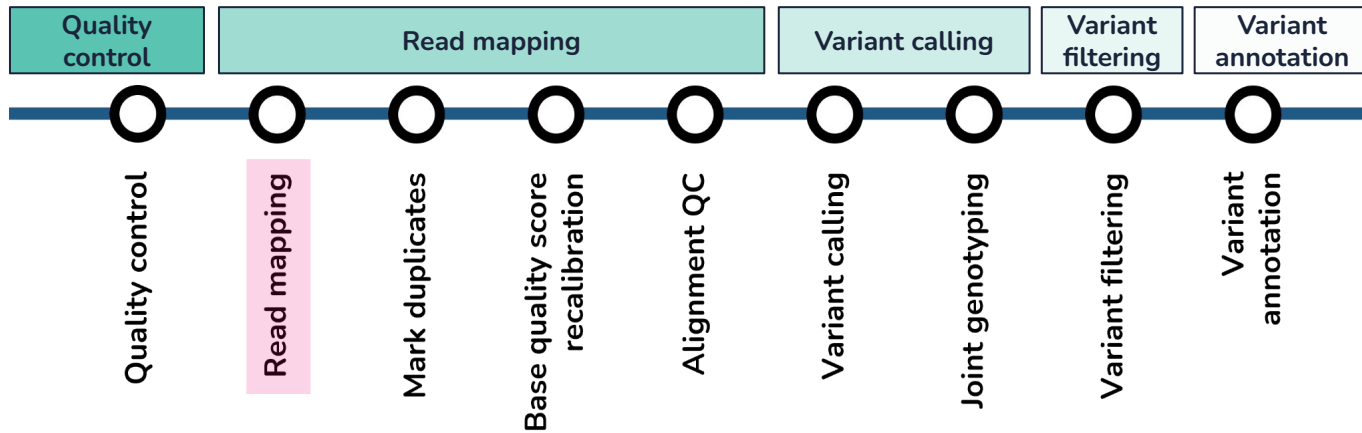 Quality
control
Read mapping
Variant calling
Variant
filtering
Variant
annotation
Quality control
Read mapping
Mark duplicates
Base quality score
recalibration
Alignment QC
Variant calling
Joint genotyping
Variant filtering
Variant
annotation